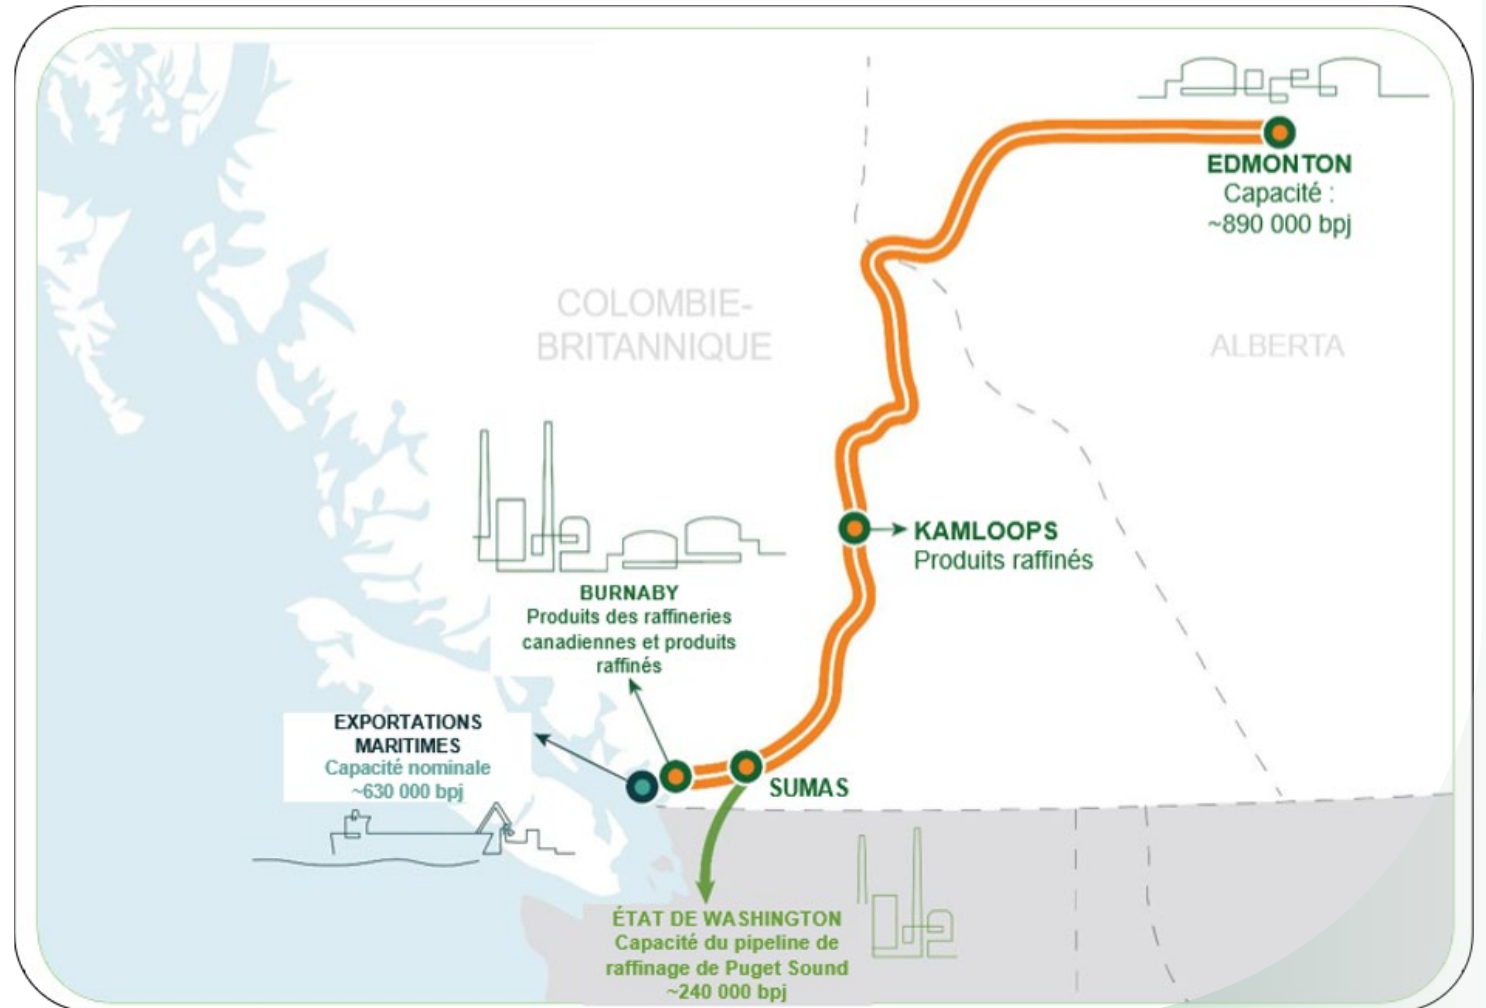 EDMONTON
Capacité :
~890 000 bpj
COLOMBIE-
BRITANNIQUE
ALBERTA
KAMLOOPS
Produits raffinés
BURNABY
Produits des raffineries
canadiennes et produits
raffinés
EXPORTATIONS
MARITIMES
Capacité nominale
~630 000 bpj
SUMAS
ÉTAT DE WASHINGTON
Capacité du pipeline de
raffinage de Puget Sound
~240 000 bpj